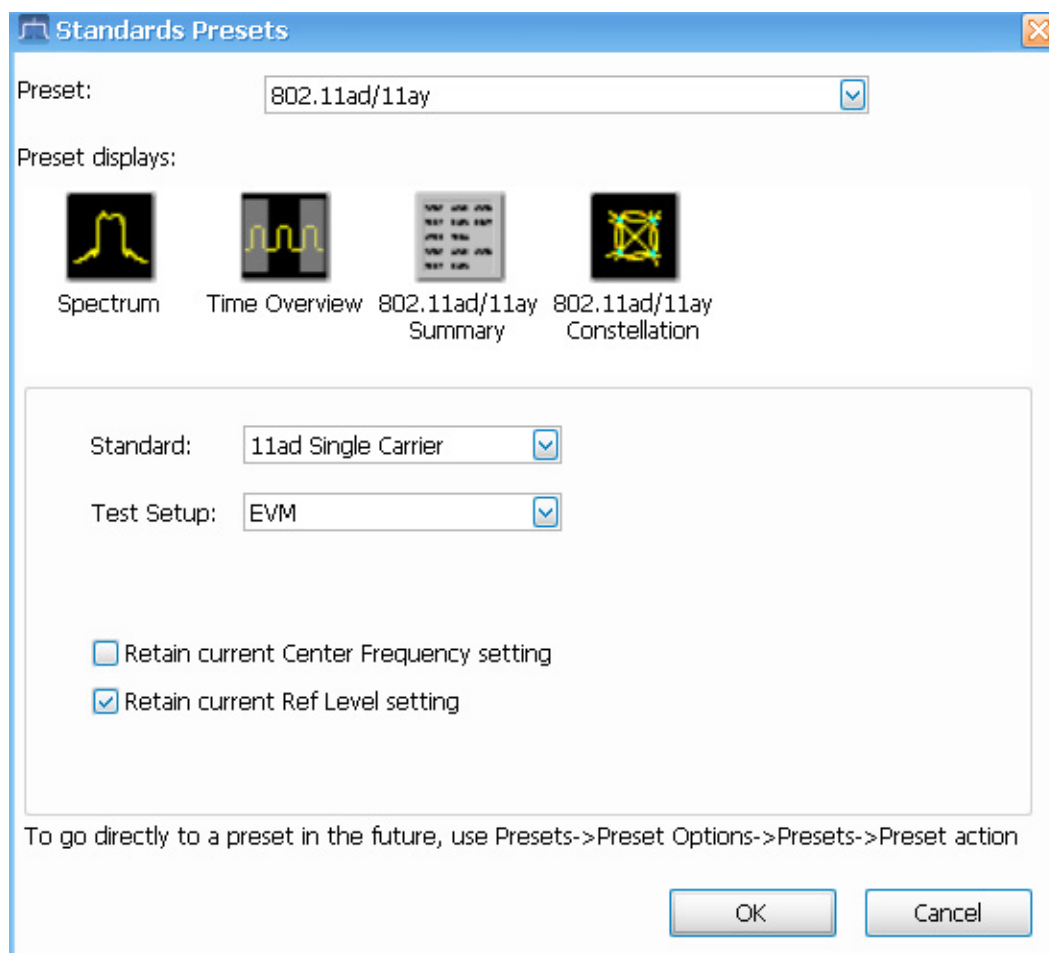 Standards Presets
Preset:
802.11ad/11ay
Preset displays:
Spectrum
Time Overview
802.11ad/11ay
Summary
802.11ad/11ay
Constellation
Standard:
11ad Single Carrier
Test Setup:
EVM
Retain current Center Frequency setting
Retain current Ref Level setting
To go directly to a preset in the future, use Presets->Preset Options->Presets->Preset action
OK
Cancel